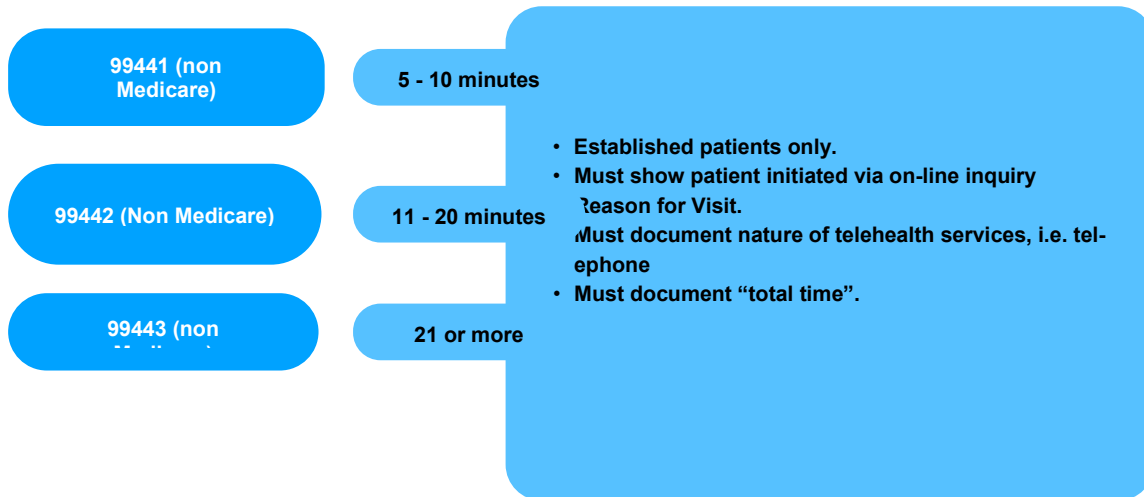 99441 (non
Medicare)
5 - 10 minutes
99442 (Non Medicare)
11 - 20 minutes
99443 (non
21 or more
• Established patients only.
• Must show patient initiated via on-line inquiry
Reason for Visit.
Must document nature of telehealth services, i.e. tel-
ephone
• Must document “total time”.